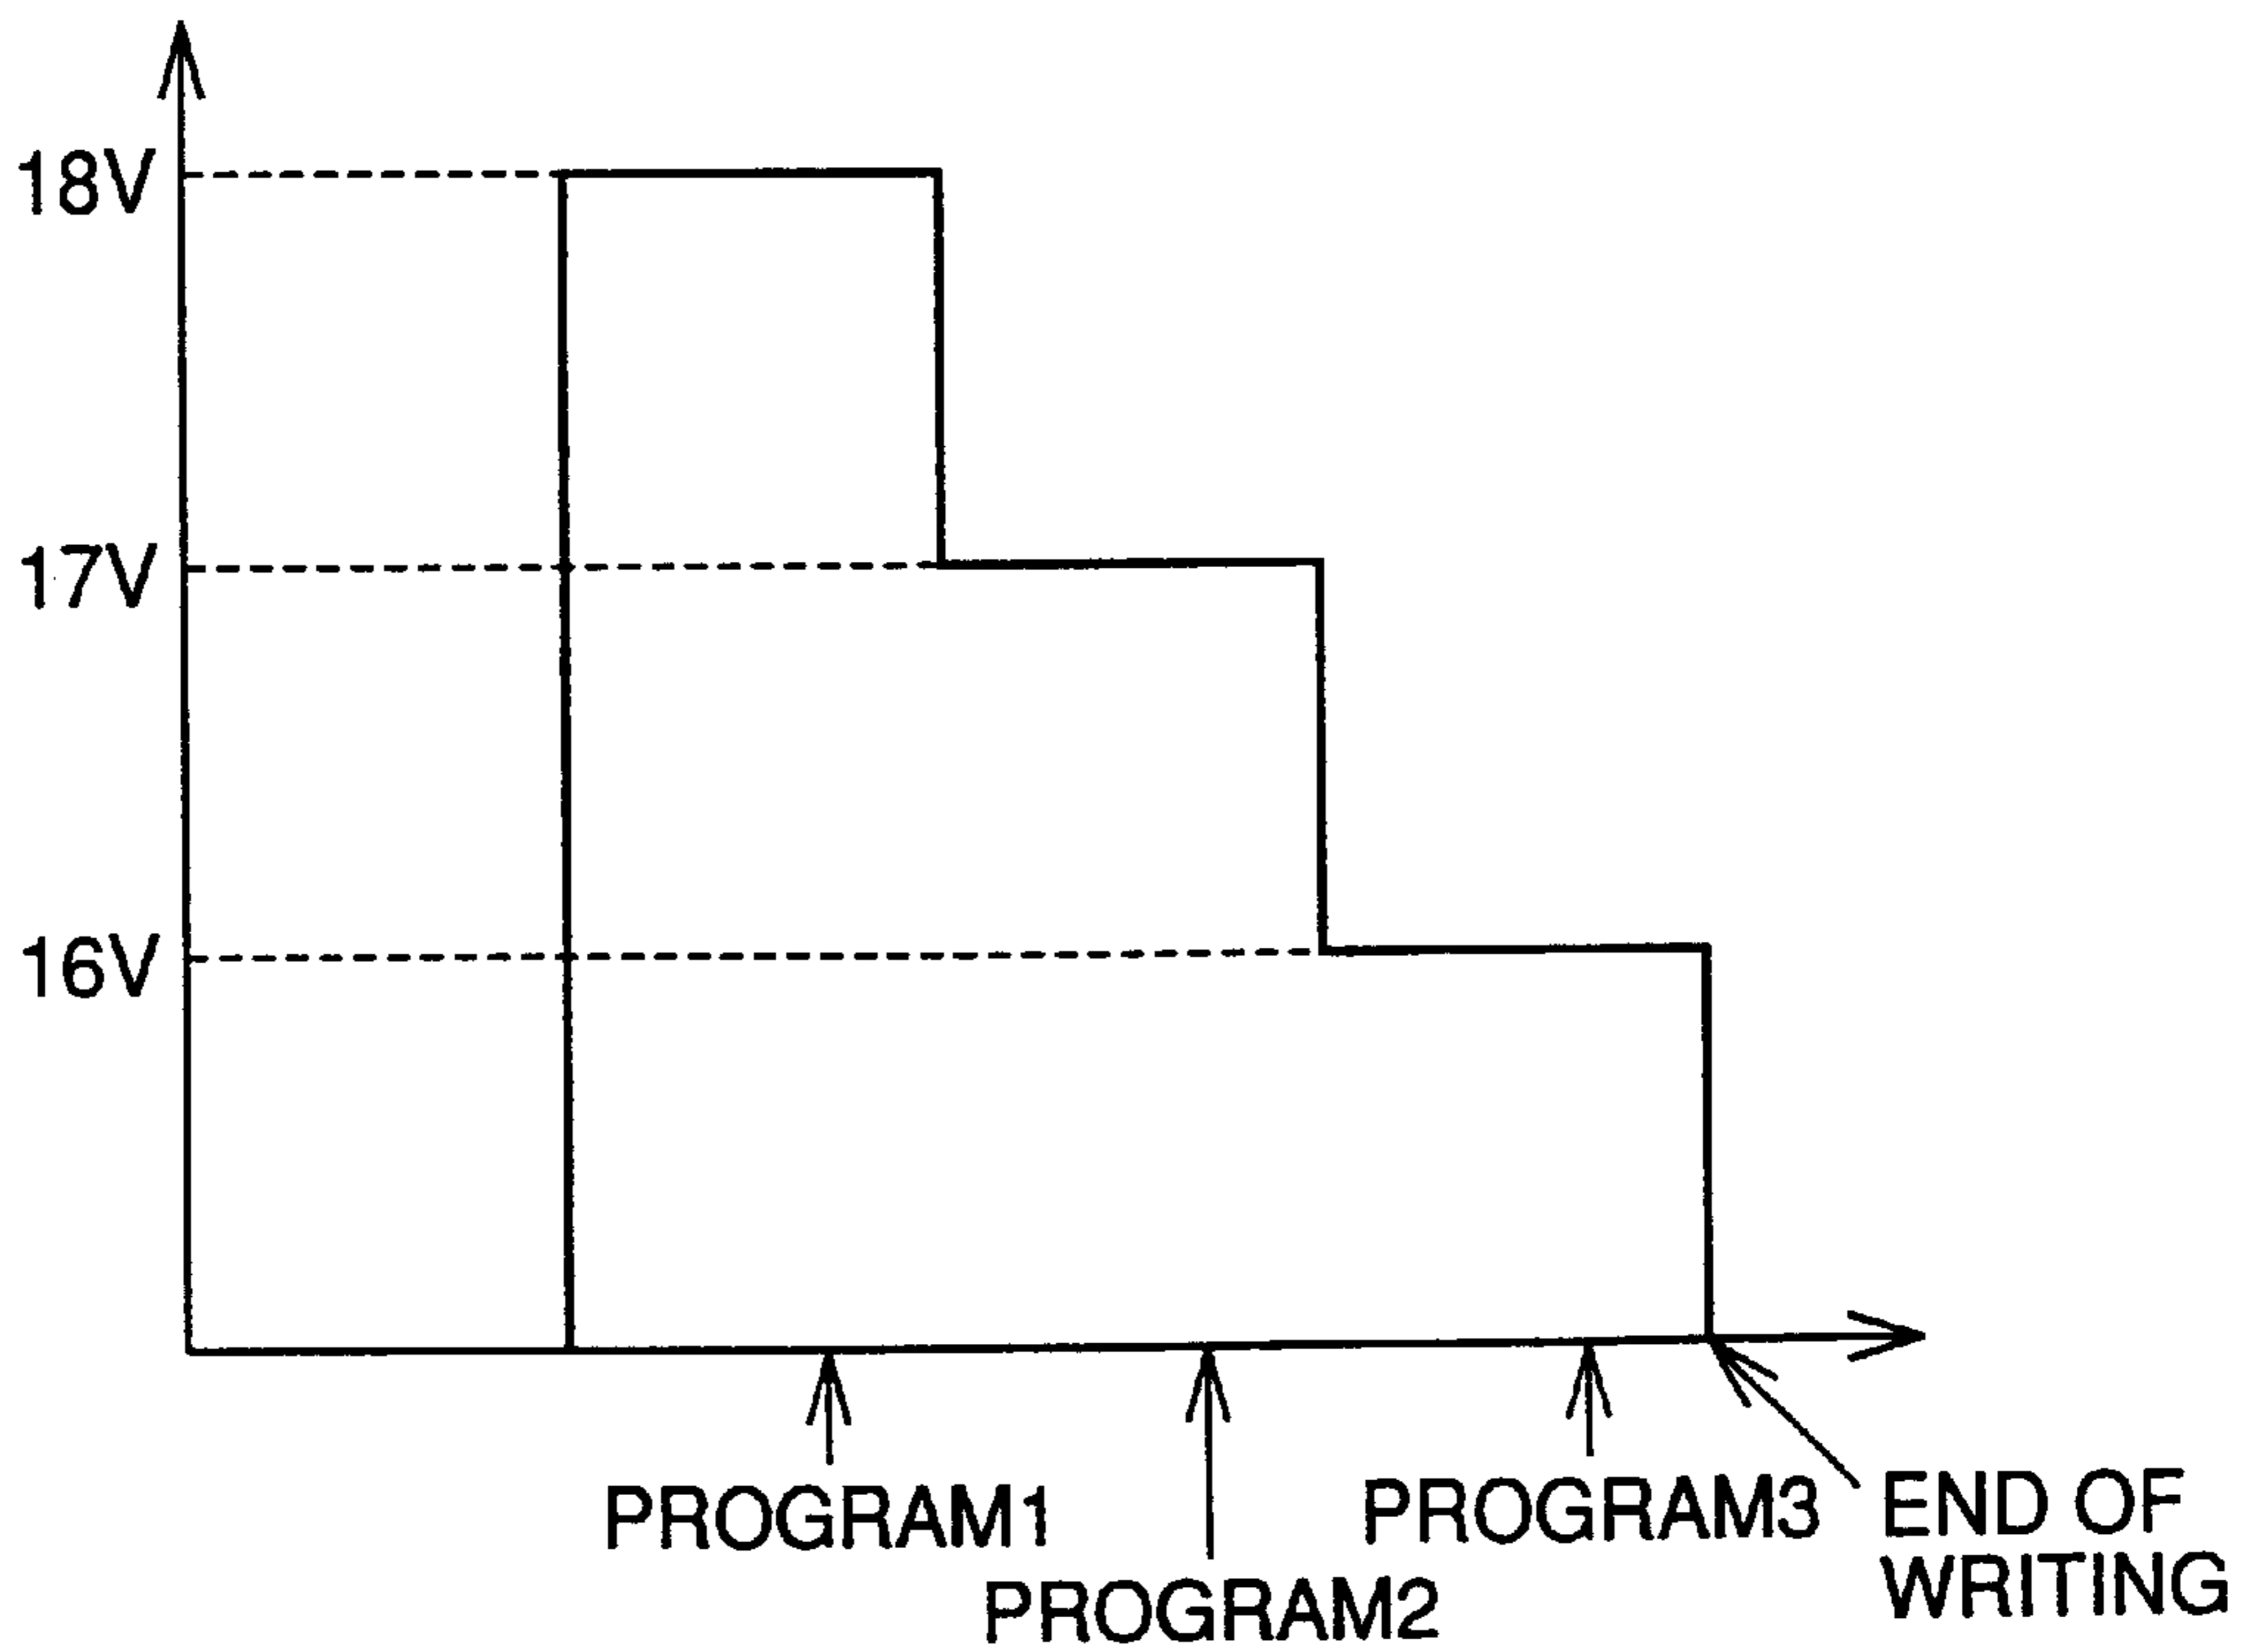 18V
17V
16V
PROGRAM1
PROGRAM2
PROGRAM3
END OF
WRITING